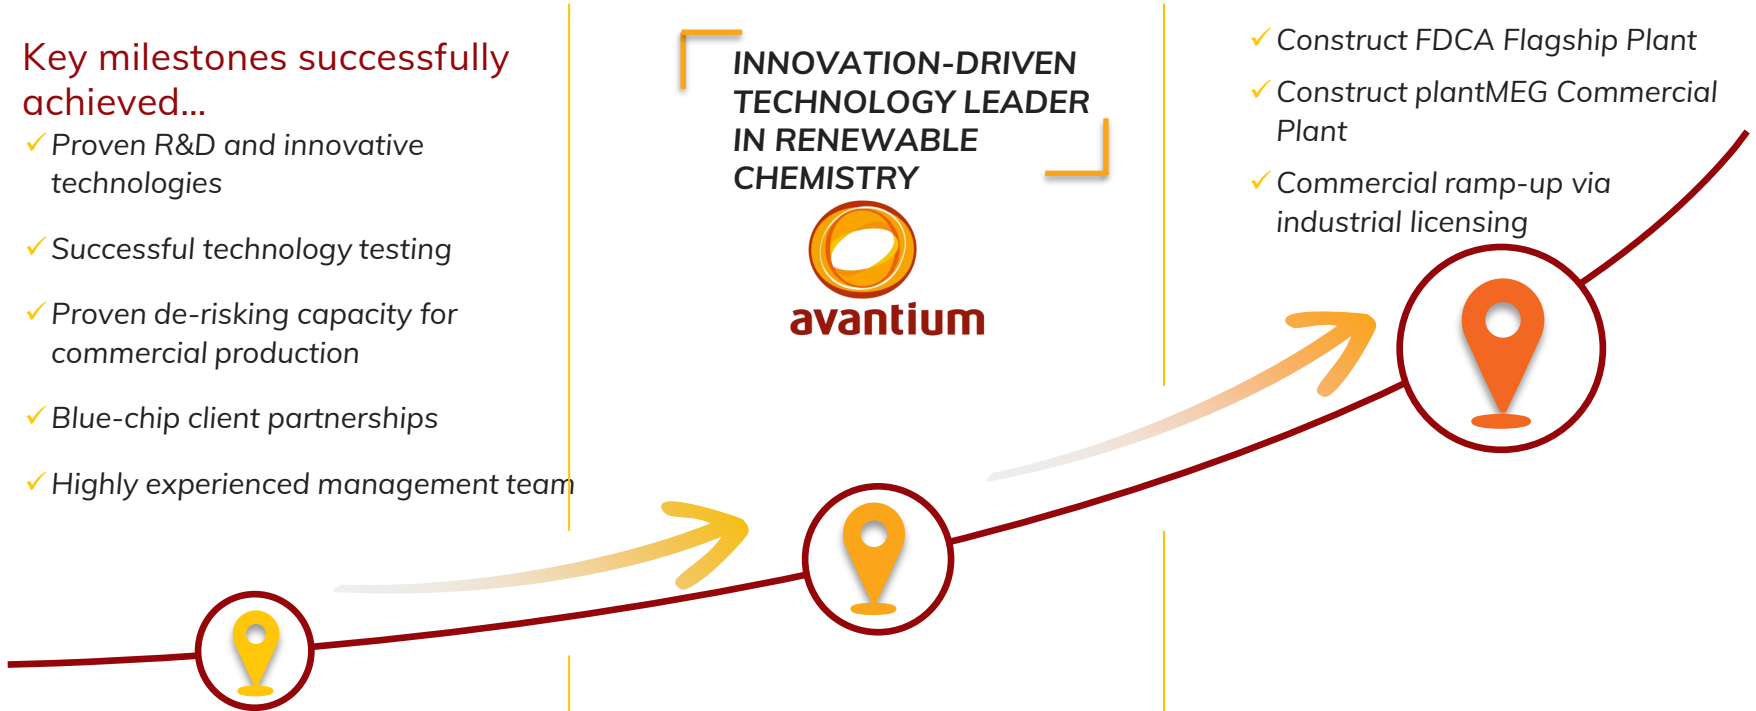 Key milestones successfully
achieved...
✓ Proven R&D and innovative
technologies
✓ Successful technology testing
✓ Proven de-risking capacity for
commercial production
✓ Blue-chip client partnerships
✓ Highly experienced management team
INNOVATION-DRIVEN
TECHNOLOGY LEADER
IN RENEWABLE
CHEMISTRY
avantium
✓ Construct FDCA Flagship Plant
✓ Construct plantMEG Commercial
Plant
✓ Commercial ramp-up via
industrial licensing